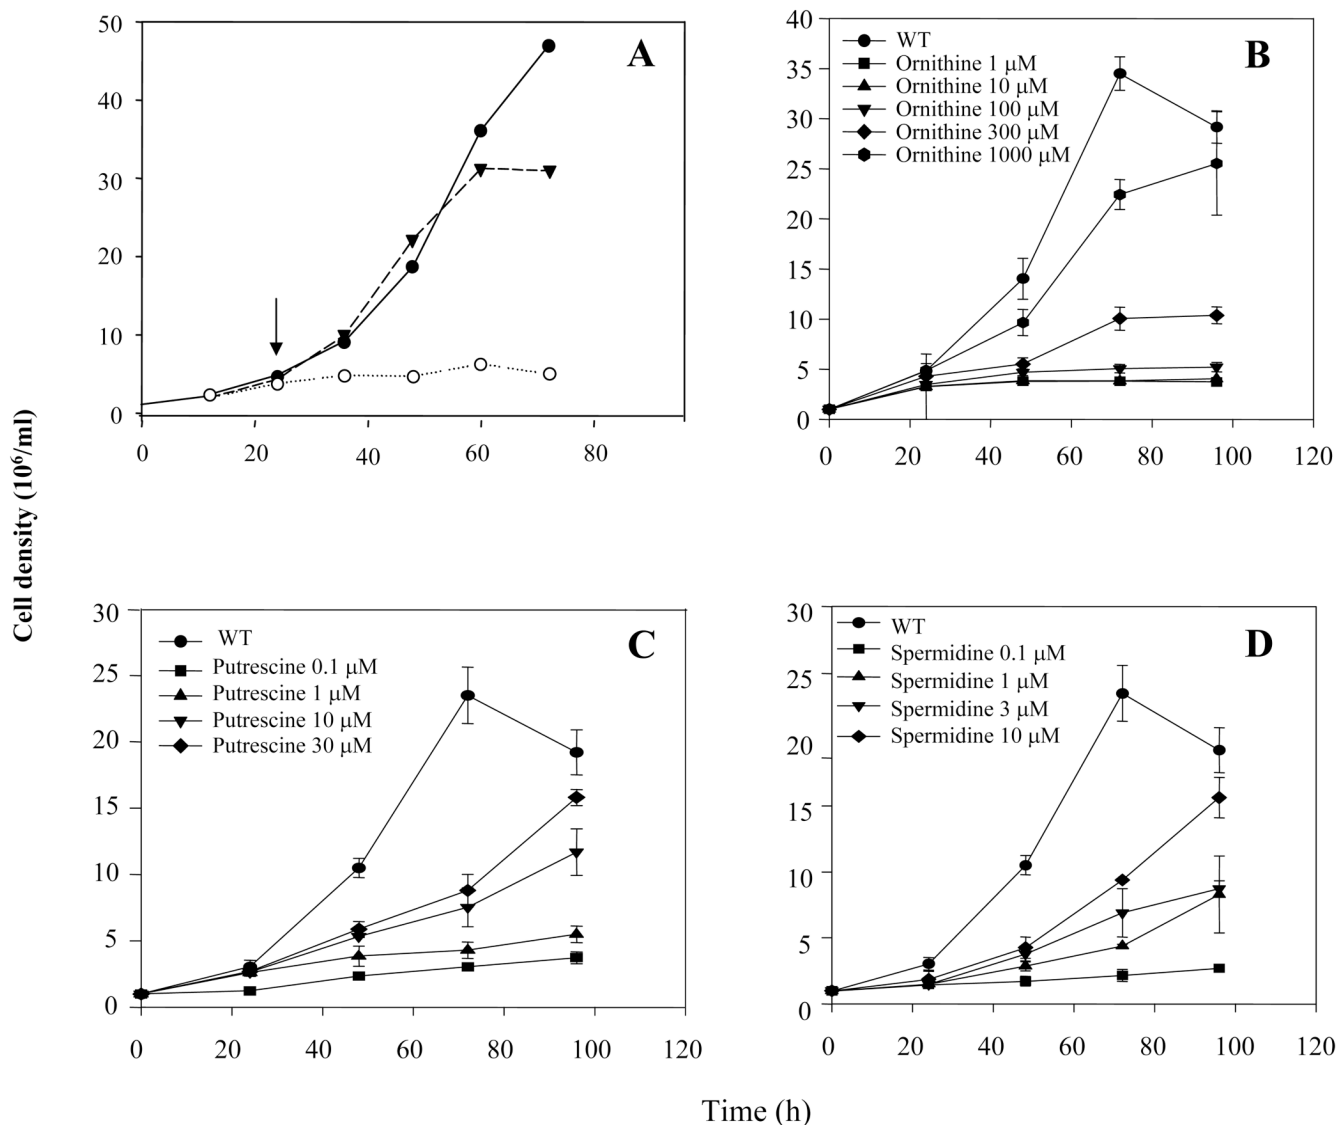 A
50
40
30
20
10
0
0 20 40 60 80
B
40
35
30
25
20
15
10
5
0
WT
Ornithine 1 μM
Ornithine 10 μM
Ornithine 100 μM
Ornithine 300 μM
Ornithine 1000 μM
0 20 40 60 80 100 120
Cell density (10⁶/ml)
C
30
25
20
15
10
5
0
WT
Putrescine 0.1 μM
Putrescine 1 μM
Putrescine 10 μM
Putrescine 30 μM
0 20 40 60 80 100 120
D
30
25
20
15
10
5
0
WT
Spermidine 0.1 μM
Spermidine 1 μM
Spermidine 3 μM
Spermidine 10 μM
0 20 40 60 80 100 120
Time (h)